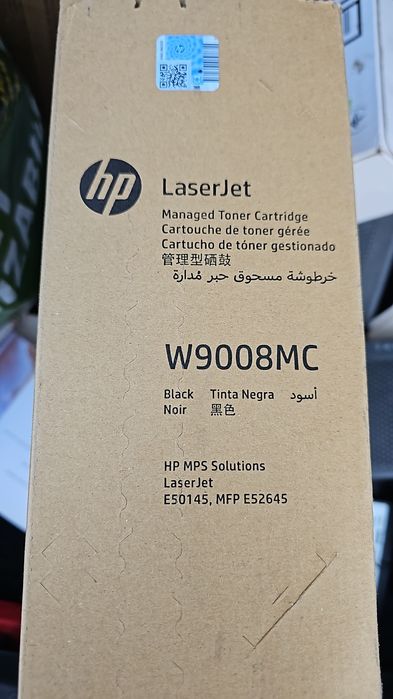 hp
LaserJet
Managed Toner Cartridge
Cartouche de toner gérée
Cartucho de tóner gestionado
管理型硒鼓
خرطوشة مسحوق حبر مُدارة
W9008MC
Black Tinta Negra أسود
Noir 黑色
HP MPS Solutions
LaserJet
E50145, MFP E52645